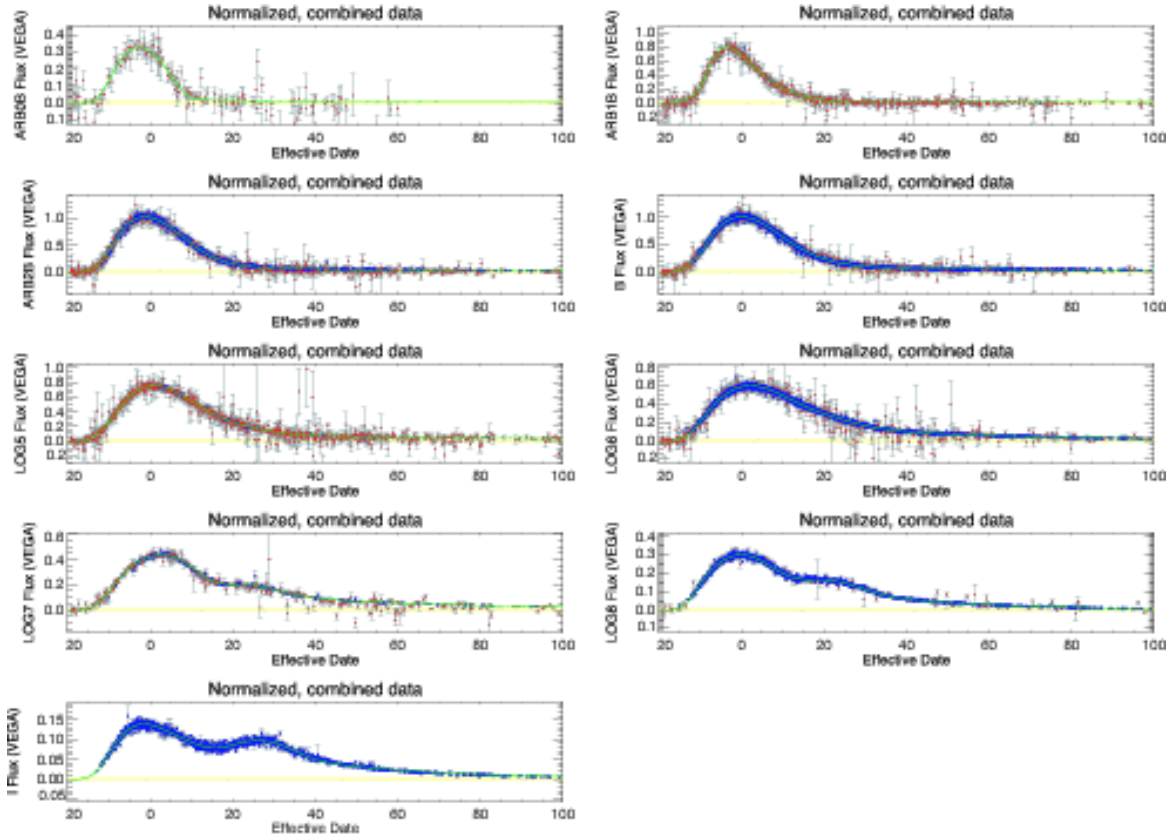 Normalized, combined data
ARB0B Flux (VEGA)
0.4
0.3
0.2
0.1
0.0
0.1
20 0 20 40 60 80 100
Effective Date
Normalized, combined data
ARB1B Flux (VEGA)
1.0
0.8
0.6
0.4
0.2
0.0
0.2
20 0 20 40 60 80 100
Effective Date
Normalized, combined data
ARB2B Flux (VEGA)
1.0
0.5
0.0
20 0 20 40 60 80 100
Effective Date
Normalized, combined data
B Flux (VEGA)
1.0
0.5
0.0
20 0 20 40 60 80 100
Effective Date
Normalized, combined data
LOG5 Flux (VEGA)
1.0
0.8
0.6
0.4
0.2
0.0
0.2
20 0 20 40 60 80 100
Effective Date
Normalized, combined data
LOG6 Flux (VEGA)
0.8
0.6
0.4
0.2
0.0
0.2
20 0 20 40 60 80 100
Effective Date
Normalized, combined data
LOG7 Flux (VEGA)
0.6
0.4
0.2
0.0
20 0 20 40 60 80 100
Effective Date
Normalized, combined data
LOG8 Flux (VEGA)
0.4
0.3
0.2
0.1
0.0
0.1
20 0 20 40 60 80 100
Effective Date
Normalized, combined data
I Flux (VEGA)
0.15
0.10
0.05
0.00
0.05
20 0 20 40 60 80 100
Effective Date